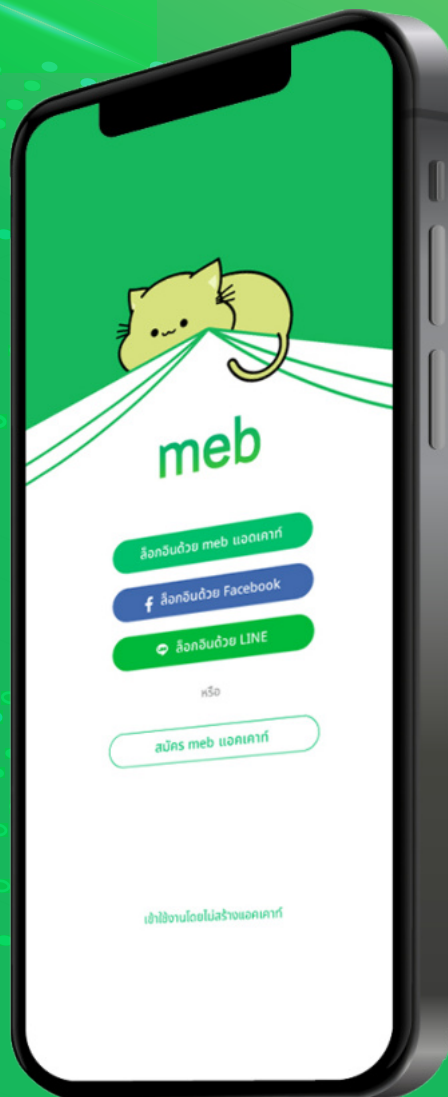 meb
ล็อกอินด้วย meb แอดเคาท์
f ล็อกอินด้วย Facebook
ล็อกอินด้วย LINE
หรือ
สมัคร meb แอคเคาท์
เข้าใช้งานโดยไม่สร้างแอคเคาท์